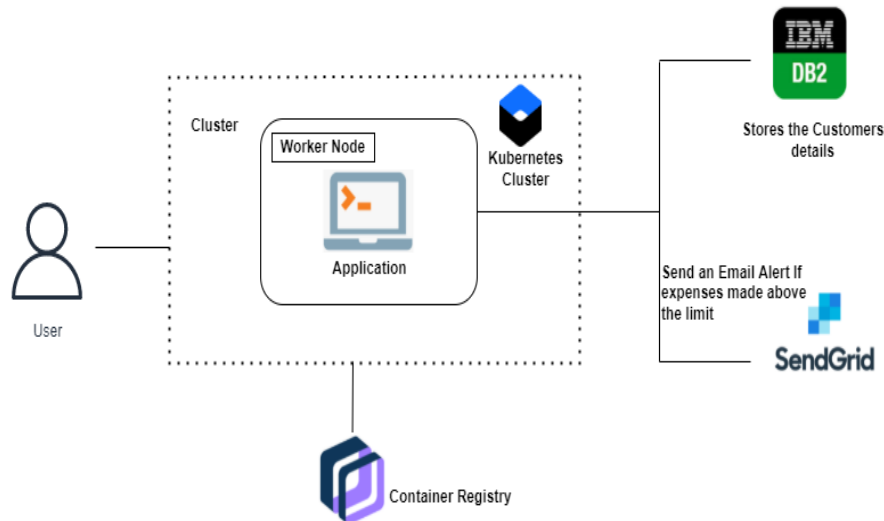 IBM
DB2
Stores the Customers
details
Cluster
Worker Node
Kubernetes
Cluster
Application
User
Send an Email Alert If
expenses made above
the limit
SendGrid
Container Registry